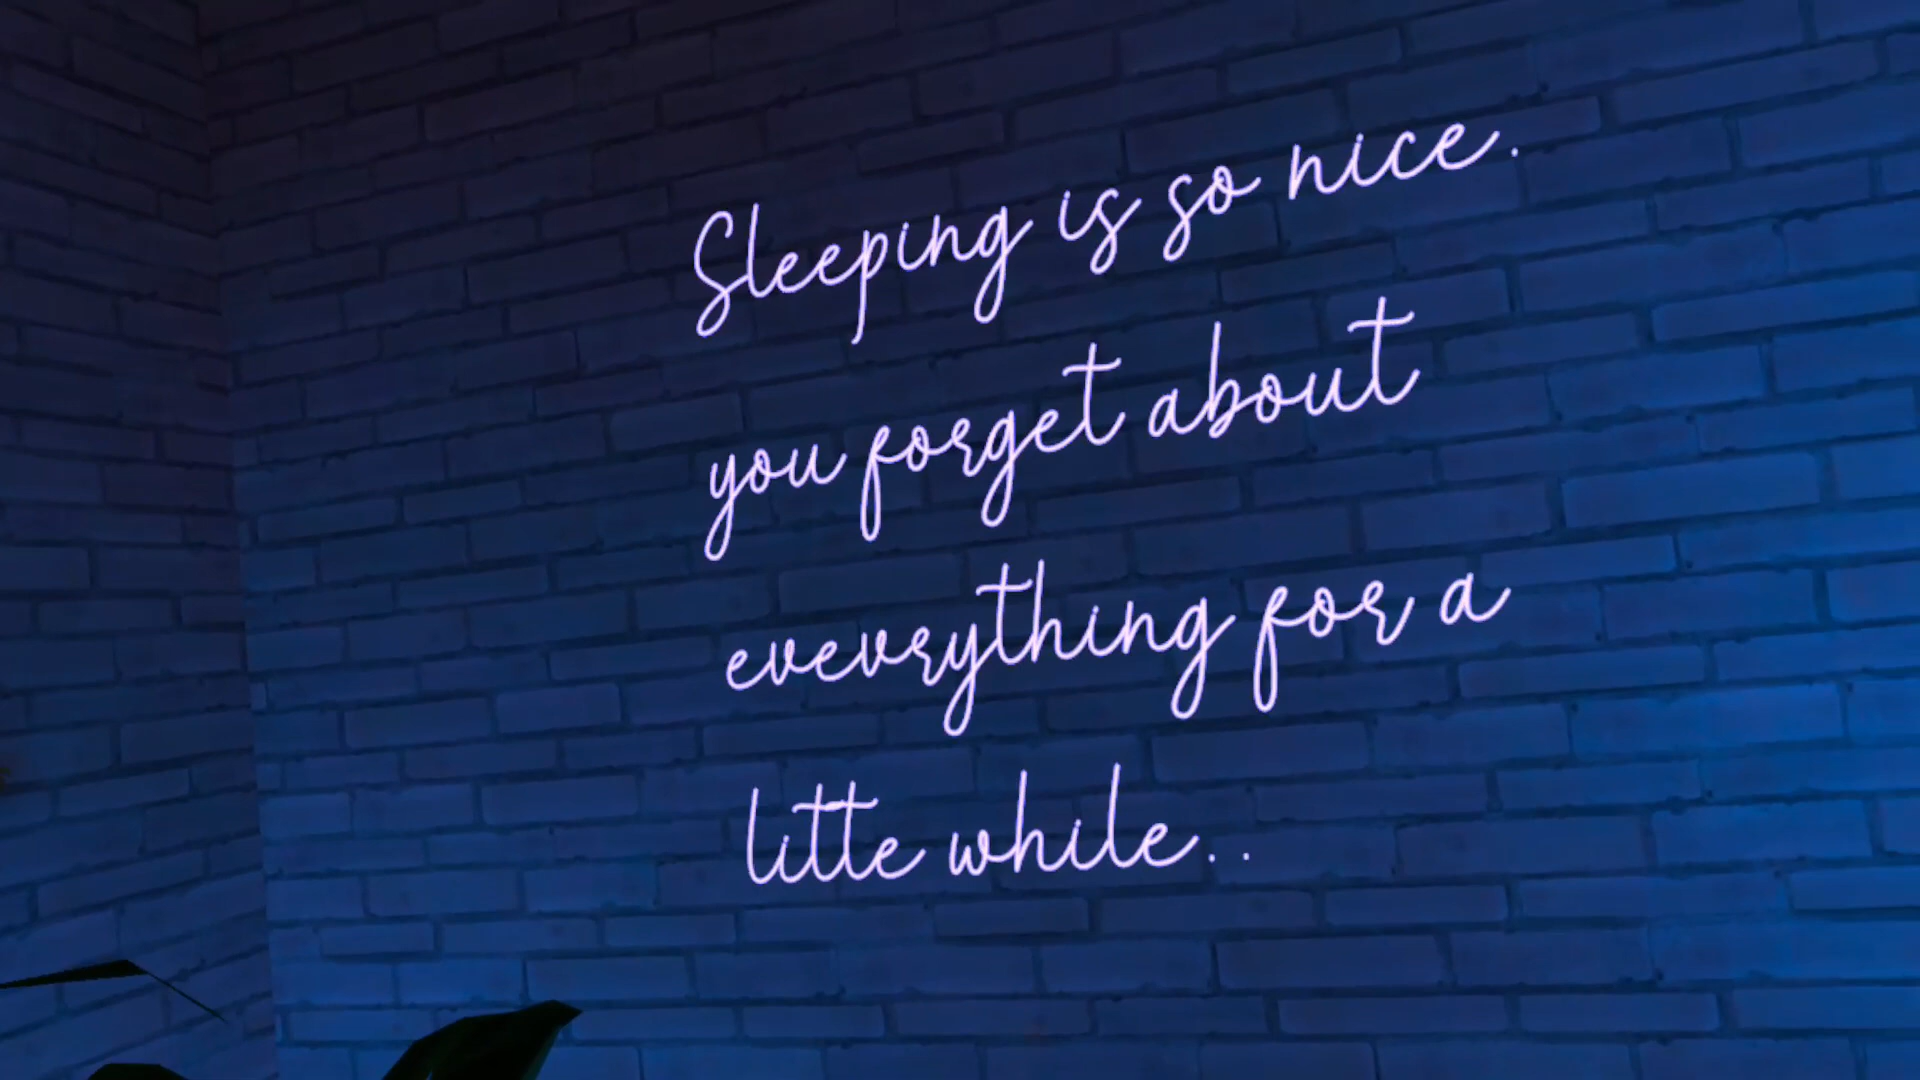 Sleeping is so nice.
you forget about
evevrything for a
litte while..